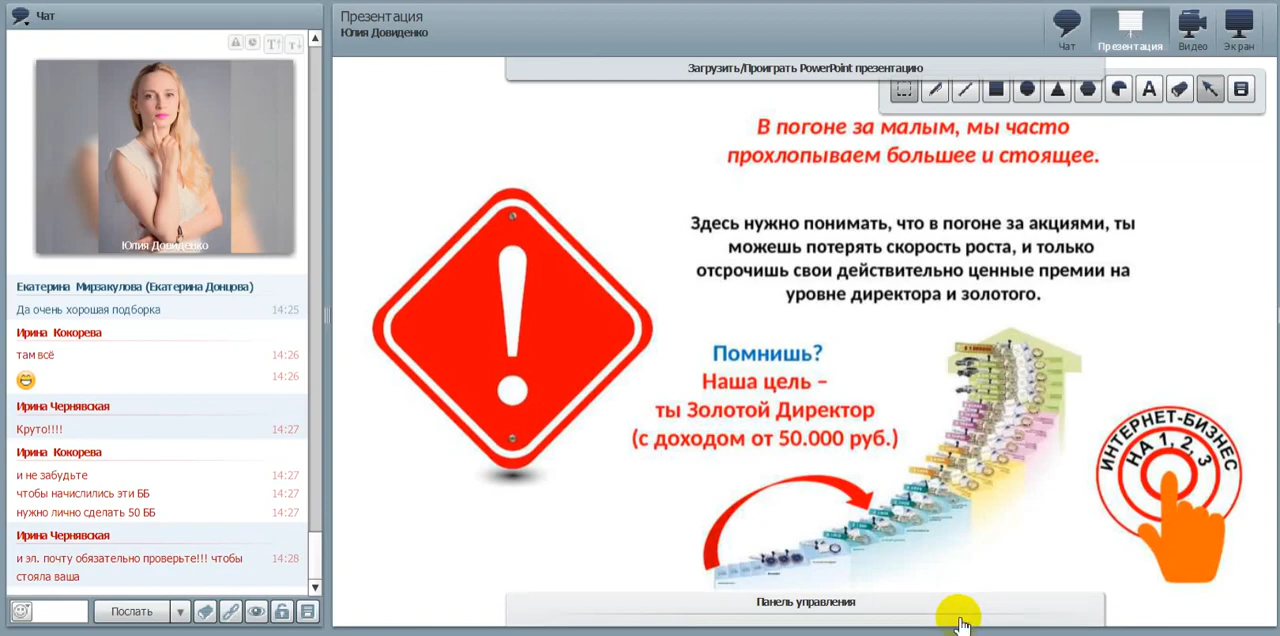 Чат
Юлия Довиденко
Екатерина Мирзакулова (Екатерина Донцова)
Да очень хорошая подборка 14:25
Ирина Кокорева
там всё 14:26
14:26
Ирина Чернявская
Круто!!!! 14:27
Ирина Кокорева
и не забудьте 14:27
чтобы начислились эти ББ 14:27
нужно лично сделать 50 ББ 14:27
Ирина Чернявская
и эл. почту обязательно проверьте!!! чтобы 14:28
стояла ваша
Послать
Презентация
Юлия Довиденко
Чат
Презентация
Видео
Экран
Загрузить/Проиграть PowerPoint презентацию
В погоне за малым, мы часто
прохлопываем большее и стоящее.
Здесь нужно понимать, что в погоне за акциями, ты
можешь потерять скорость роста, и только
отсрочишь свои действительно ценные премии на
уровне директора и золотого.
Помнишь?
Наша цель –
ты Золотой Директор
(с доходом от 50.000 руб.)
ИНТЕРНЕТ-БИЗНЕС
НА 1, 2, 3
Панель управления